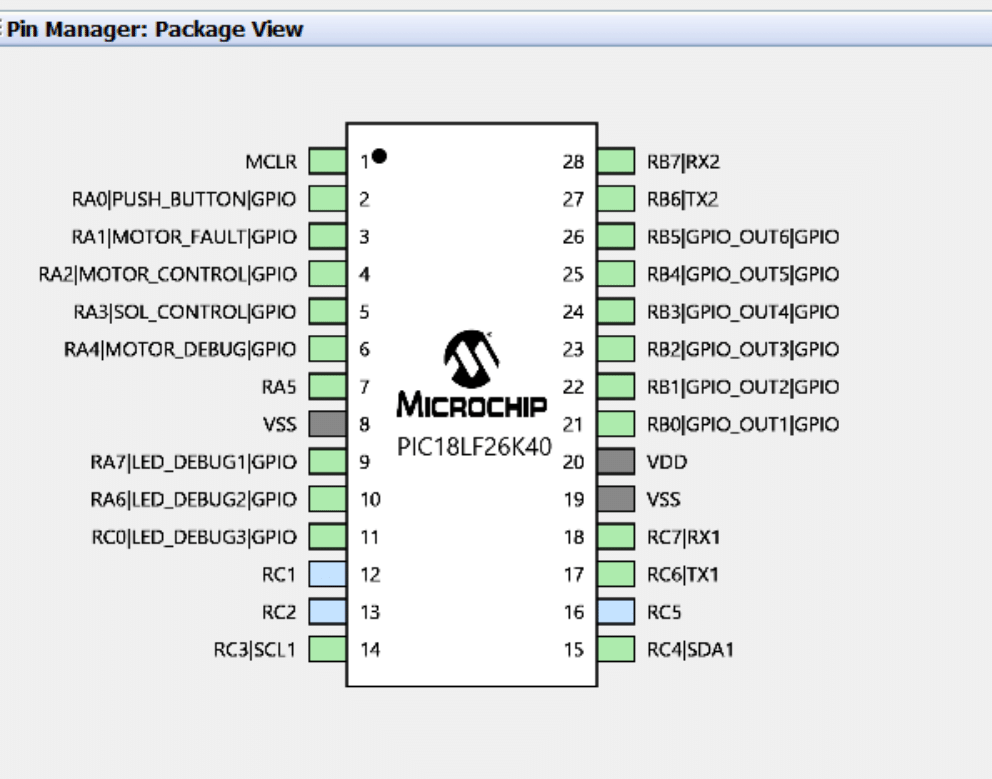 Pin Manager: Package View
MCLR 1 28 RB7|RX2
RA0|PUSH_BUTTON|GPIO 2 27 RB6|TX2
RA1|MOTOR_FAULT|GPIO 3 26 RB5|GPIO_OUT6|GPIO
RA2|MOTOR_CONTROL|GPIO 4 25 RB4|GPIO_OUT5|GPIO
RA3|SOL_CONTROL|GPIO 5 24 RB3|GPIO_OUT4|GPIO
RA4|MOTOR_DEBUG|GPIO 6 23 RB2|GPIO_OUT3|GPIO
RA5 7 22 RB1|GPIO_OUT2|GPIO
MICROCHIP
VSS 8 21 RB0|GPIO_OUT1|GPIO
PIC18LF26K40
RA7|LED_DEBUG1|GPIO 9 20 VDD
RA6|LED_DEBUG2|GPIO 10 19 VSS
RC0|LED_DEBUG3|GPIO 11 18 RC7|RX1
RC1 12 17 RC6|TX1
RC2 13 16 RC5
RC3|SCL1 14 15 RC4|SDA1